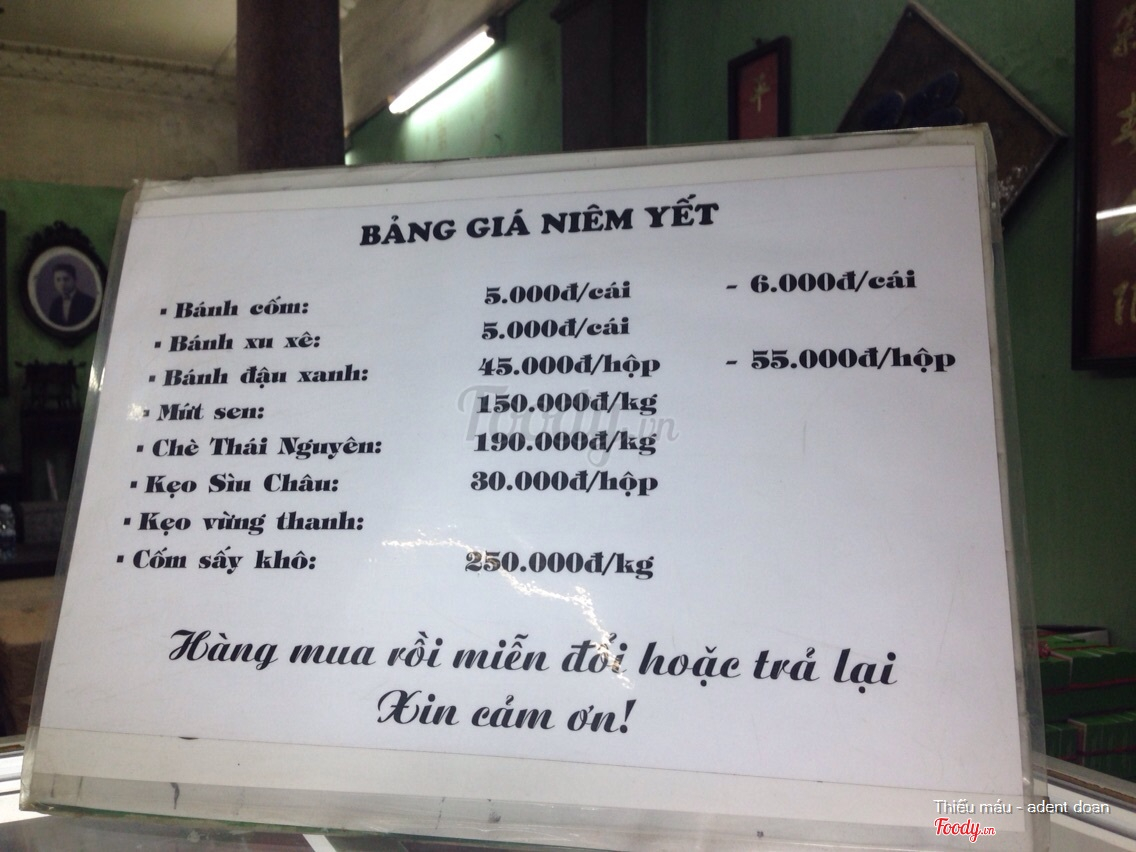 BẢNG GIÁ NIÊM YẾT
▪ Bánh cốm: 5.000đ/cái - 6.000đ/cái
▪ Bánh xu xê: 5.000đ/cái
▪ Bánh đậu xanh: 45.000đ/hộp - 55.000đ/hộp
▪ Mứt sen: 150.000đ/kg
▪ Chè Thái Nguyên: 190.000đ/kg
▪ Kẹo Sìu Châu: 30.000đ/hộp
▪ Kẹo vừng thanh:
▪ Cốm sấy khô: 250.000đ/kg
Hàng mua rồi miễn đổi hoặc trả lại
Xin cảm ơn!
Foody.vn
Thiếu máu - adent doan
Foody.vn